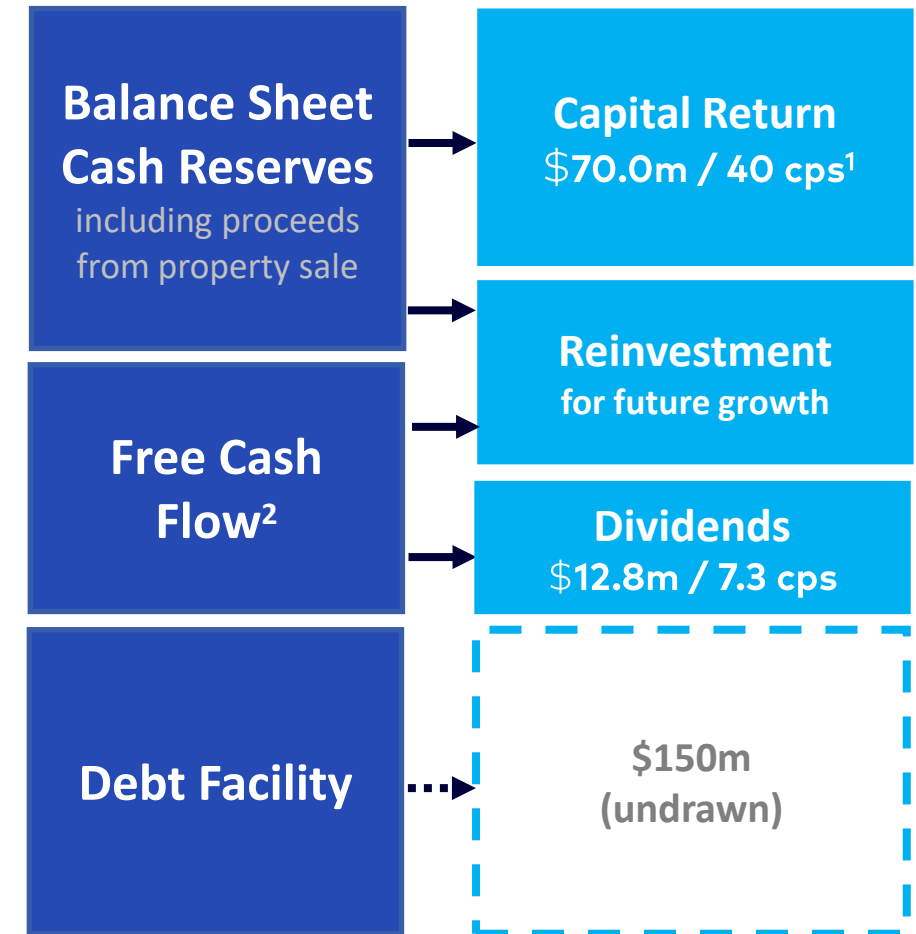 Balance Sheet
Cash Reserves
including proceeds
from property sale
Capital Return
$70.0m / 40 cps¹
Reinvestment
for future growth
Free Cash
Flow²
Dividends
$12.8m / 7.3 cps
Debt Facility
$150m
(undrawn)